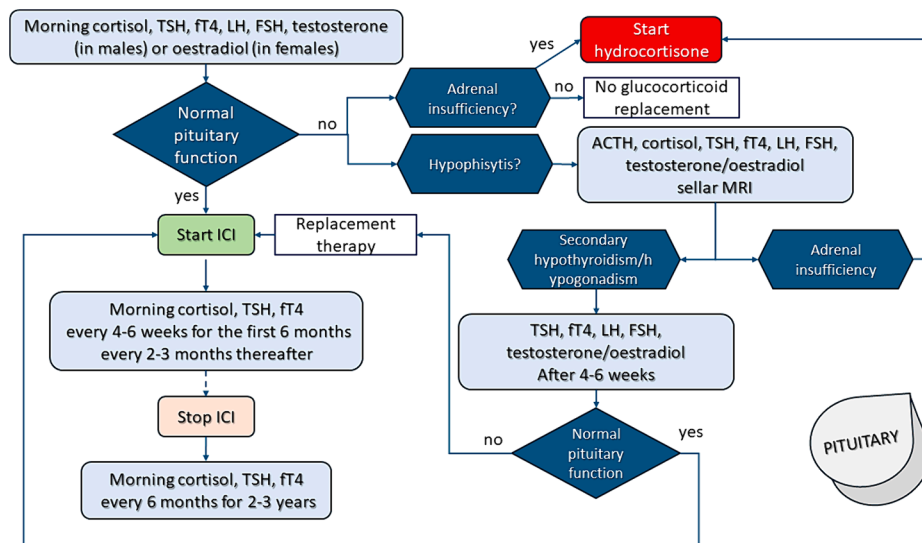 Morning cortisol, TSH, fT4, LH, FSH, testosterone
(in males) or oestradiol (in females)
Start
hydrocortisone
yes
Adrenal
insufficiency?
no
No glucocorticoid
replacement
Normal
pituitary
function
no
Hypophisytis?
ACTH, cortisol, TSH, fT4, LH, FSH,
testosterone/oestradiol
sellar MRI
yes
Start ICI
Replacement
therapy
Secondary
hypothyroidism/h
ypogonadism
Adrenal
insufficiency
Morning cortisol, TSH, fT4
every 4-6 weeks for the first 6 months
every 2-3 months thereafter
TSH, fT4, LH, FSH,
testosterone/oestradiol
After 4-6 weeks
Stop ICI
no
Normal
pituitary
function
yes
PITUITARY
Morning cortisol, TSH, fT4
every 6 months for 2-3 years